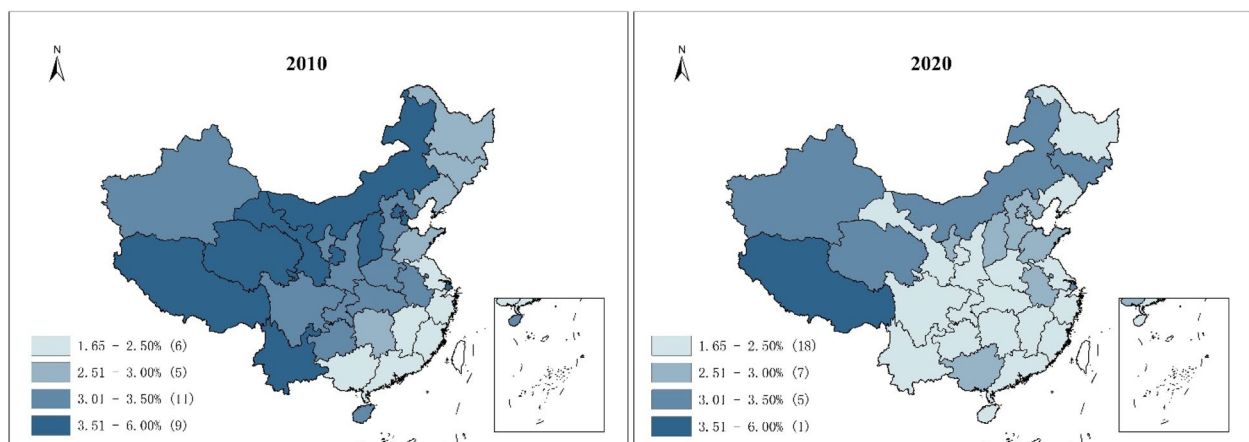 N
2010
1.65 - 2.50% (6)
2.51 - 3.00% (5)
3.01 - 3.50% (11)
3.51 - 6.00% (9)
N
2020
1.65 - 2.50% (18)
2.51 - 3.00% (7)
3.01 - 3.50% (5)
3.51 - 6.00% (1)